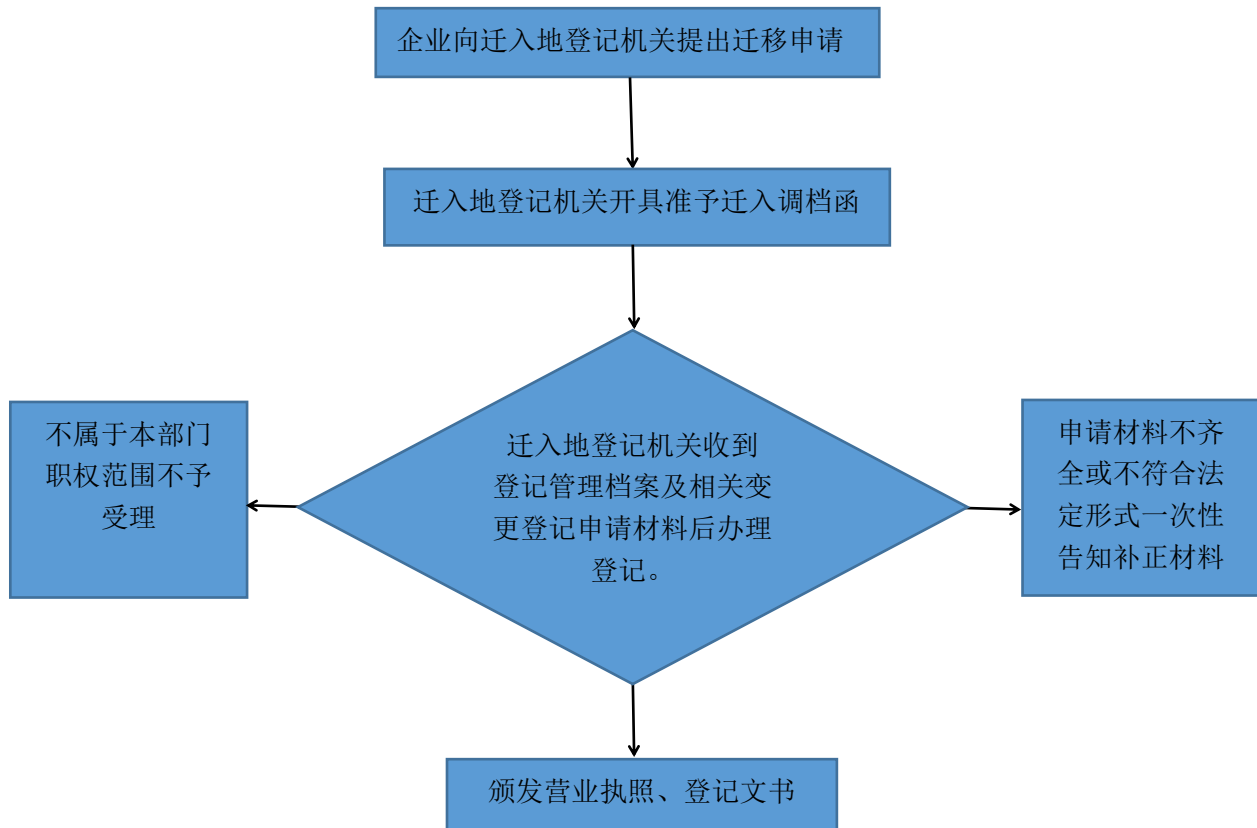 企业向迁入地登记机关提出迁移申请
迁入地登记机关开具准予迁入调档函
不属于本部门
职权范围不予
受理
迁入地登记机关收到
登记管理档案及相关变
更登记申请材料后办理
登记。
申请材料不齐
全或不符合法
定形式一次性
告知补正材料
颁发营业执照、登记文书